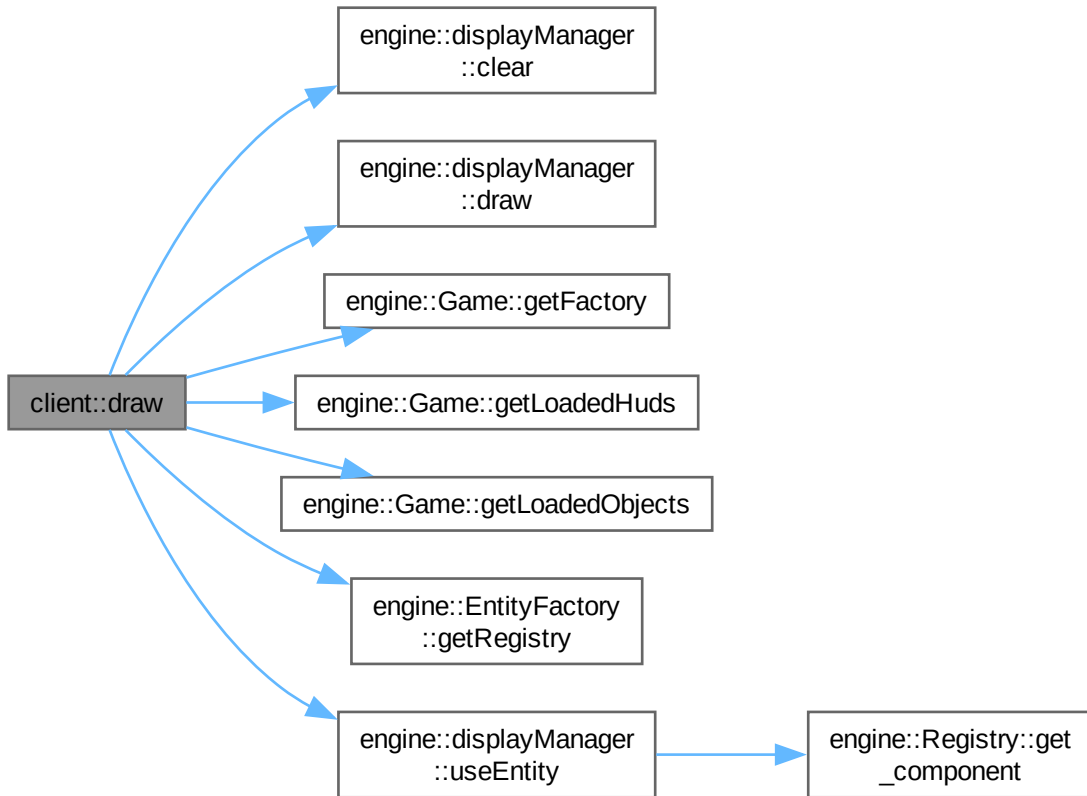 engine::displayManager
::clear
engine::displayManager
::draw
engine::Game::getFactory
client::draw
engine::Game::getLoadedHuds
engine::Game::getLoadedObjects
engine::EntityFactory
::getRegistry
engine::displayManager
::useEntity
engine::Registry::get
_component